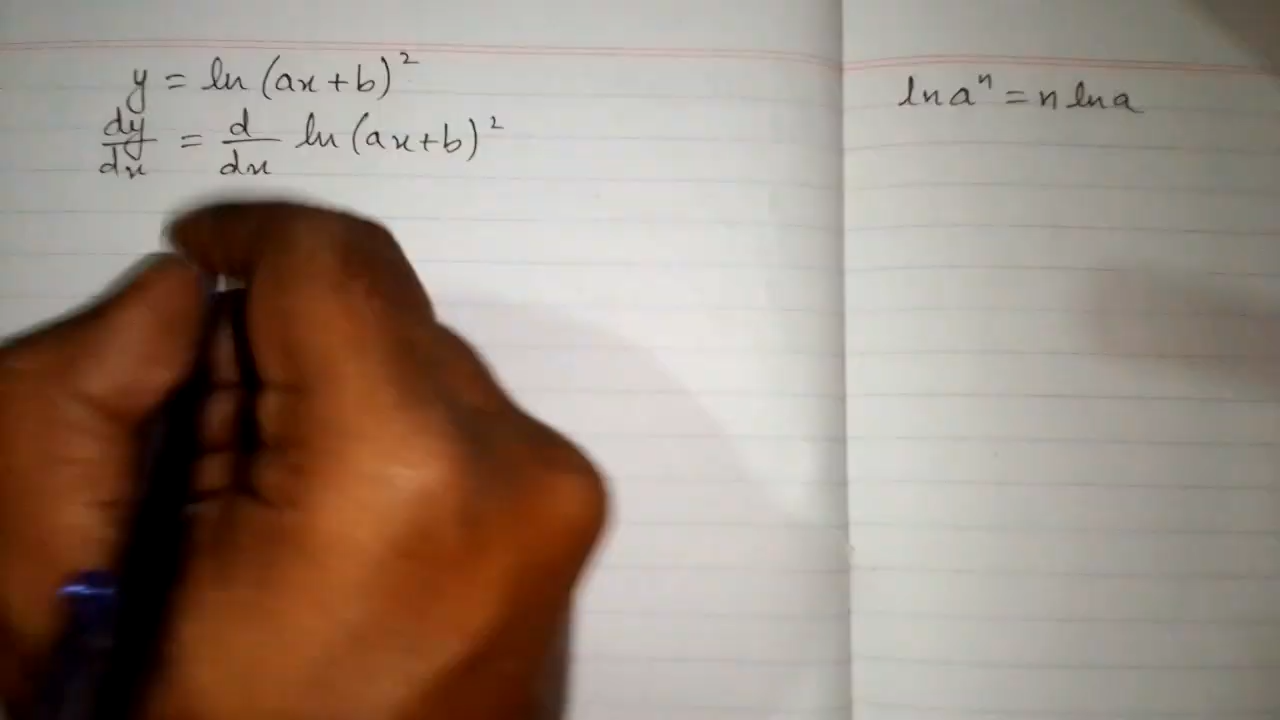 y = ln (ax+b)²
dy/dx = d/dx ln (ax+b)²
ln aⁿ = n ln a